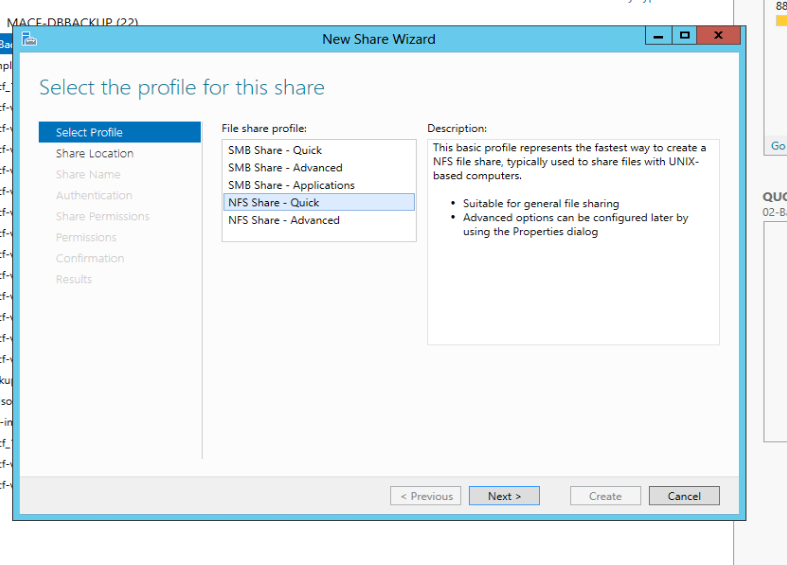 MACF-DBBACKUP (22)
New Share Wizard
Select the profile for this share
Select Profile
Share Location
Share Name
Authentication
Share Permissions
Permissions
Confirmation
Results
File share profile:
SMB Share - Quick
SMB Share - Advanced
SMB Share - Applications
NFS Share - Quick
NFS Share - Advanced
Description:
This basic profile represents the fastest way to create a
NFS file share, typically used to share files with UNIX-
based computers.
• Suitable for general file sharing
• Advanced options can be configured later by
using the Properties dialog
< Previous
Next >
Create
Cancel
88
Go
QUO
02-Ba